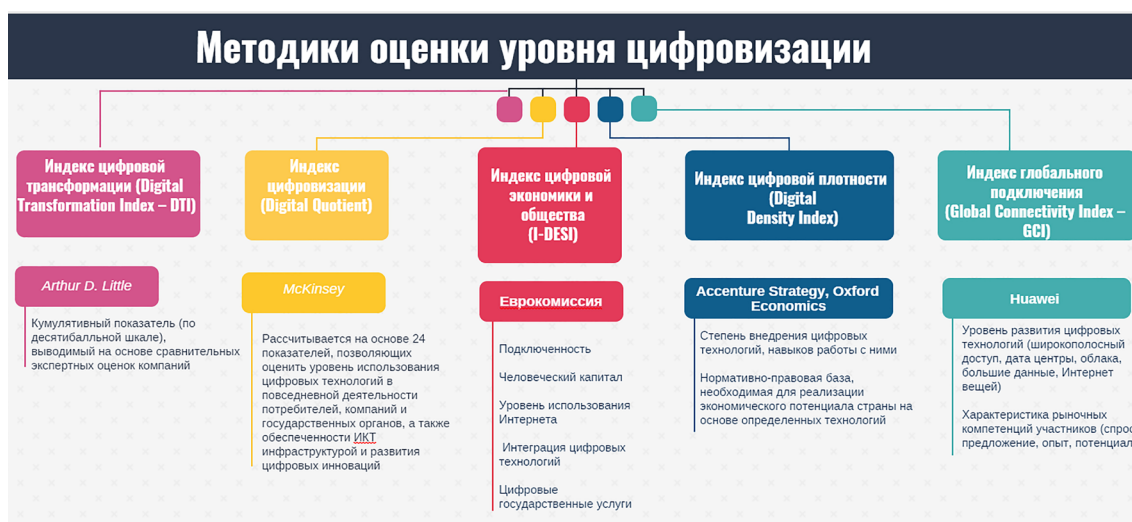 Методики оценки уровня цифровизации
Индекс цифровой
трансформации (Digital
Transformation Index – DTI)
Arthur D. Little
Кумулятивный показатель (по
десятибалльной шкале),
выводимый на основе сравнительных
экспертных оценок компаний
Индекс
цифровизации
(Digital Quotient)
McKinsey
Рассчитывается на основе 24
показателей, позволяющих
оценить уровень использования
цифровых технологий в
повседневной деятельности
потребителей, компаний и
государственных органов, а также
обеспеченности ИКТ
инфраструктурой и развития
цифровых инноваций
Индекс цифровой
экономики и
общества
(I-DESI)
Еврокомиссия
Подключенность
Человеческий капитал
Уровень использования
Интернета
Интеграция цифровых
технологий
Цифровые
государственные услуги
Индекс цифровой плотности
(Digital
Density Index)
Accenture Strategy, Oxford
Economics
Степень внедрения цифровых
технологий, навыков работы с ними
Нормативно-правовая база,
необходимая для реализации
экономического потенциала страны на
основе определенных технологий
Индекс глобального
подключения
(Global Connectivity Index –
GCI)
Huawei
Уровень развития цифровых
технологий (широкополосный
доступ, дата центры, облака,
большие данные, Интернет
вещей)
Характеристика рыночных
компетенций участников (спрос
предложение, опыт, потенциал